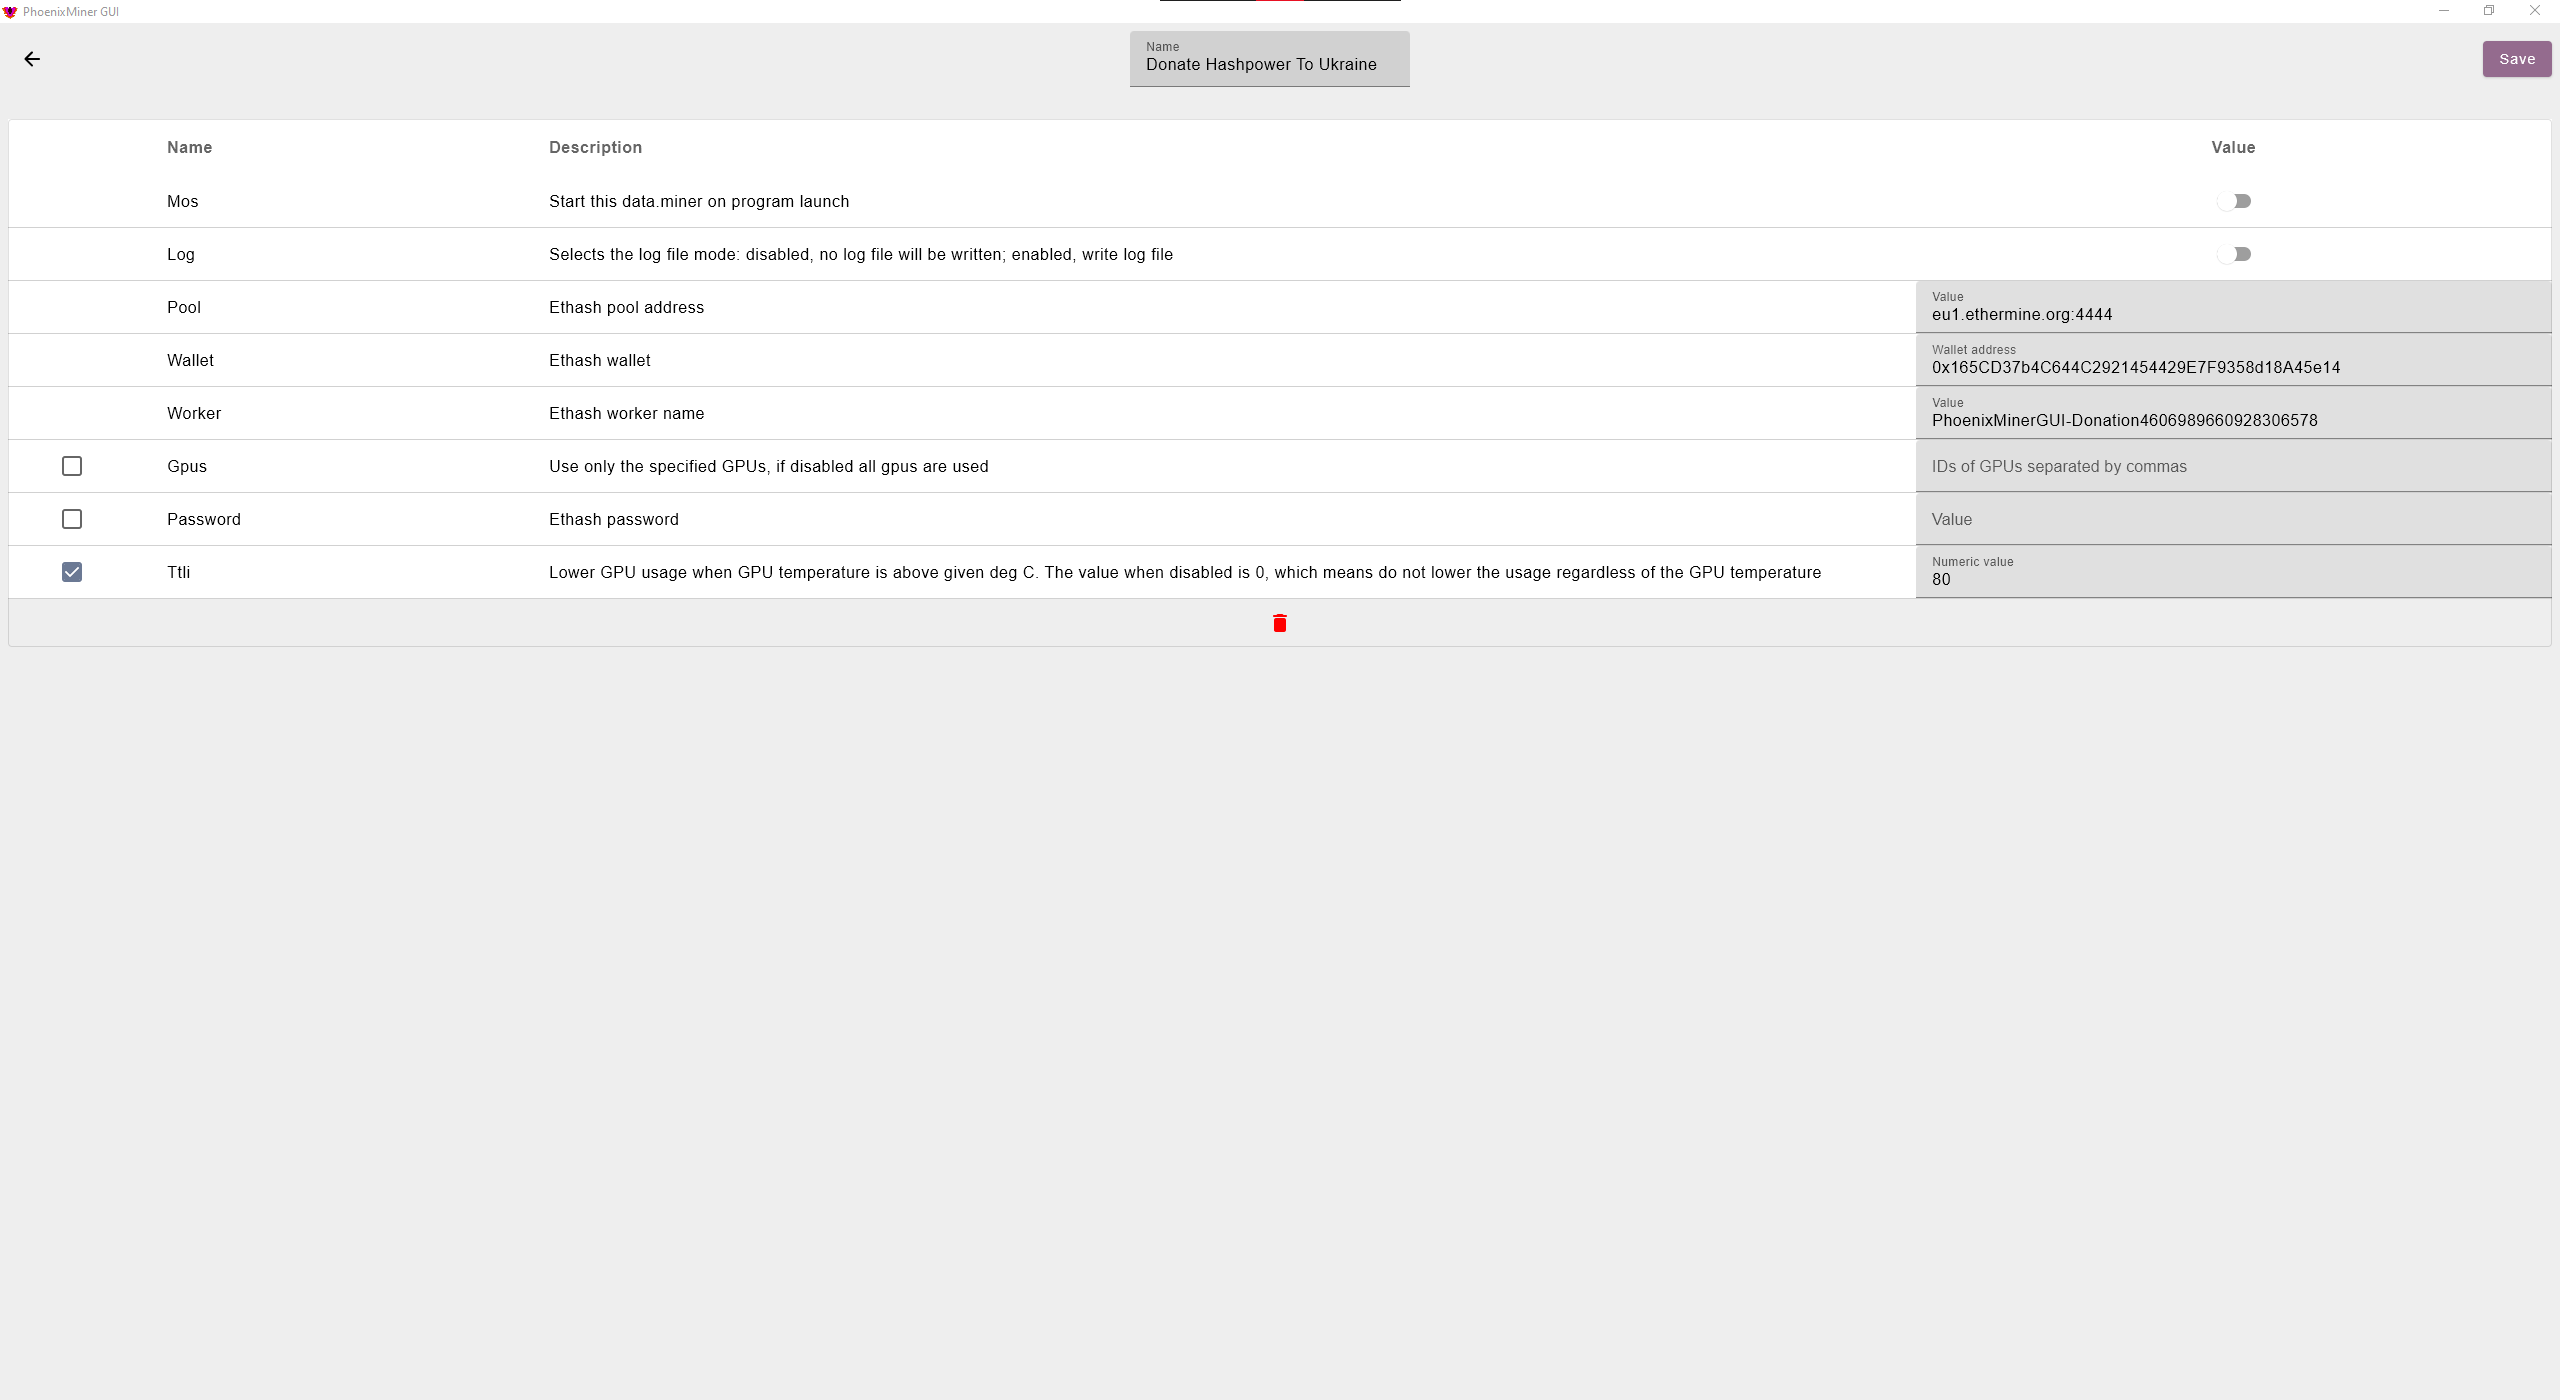 PhoenixMiner GUI
Name
Donate Hashpower To Ukraine
Save
Name Description Value
Mos Start this data.miner on program launch
Log Selects the log file mode: disabled, no log file will be written; enabled, write log file
Pool Ethash pool address
Value
eu1.ethermine.org:4444
Wallet Ethash wallet
Wallet address
0x165CD37b4C644C2921454429E7F9358d18A45e14
Worker Ethash worker name
Value
PhoenixMinerGUI-Donation4606989660928306578
Gpus Use only the specified GPUs, if disabled all gpus are used IDs of GPUs separated by commas
Password Ethash password Value
Ttli Lower GPU usage when GPU temperature is above given deg C. The value when disabled is 0, which means do not lower the usage regardless of the GPU temperature
Numeric value
80